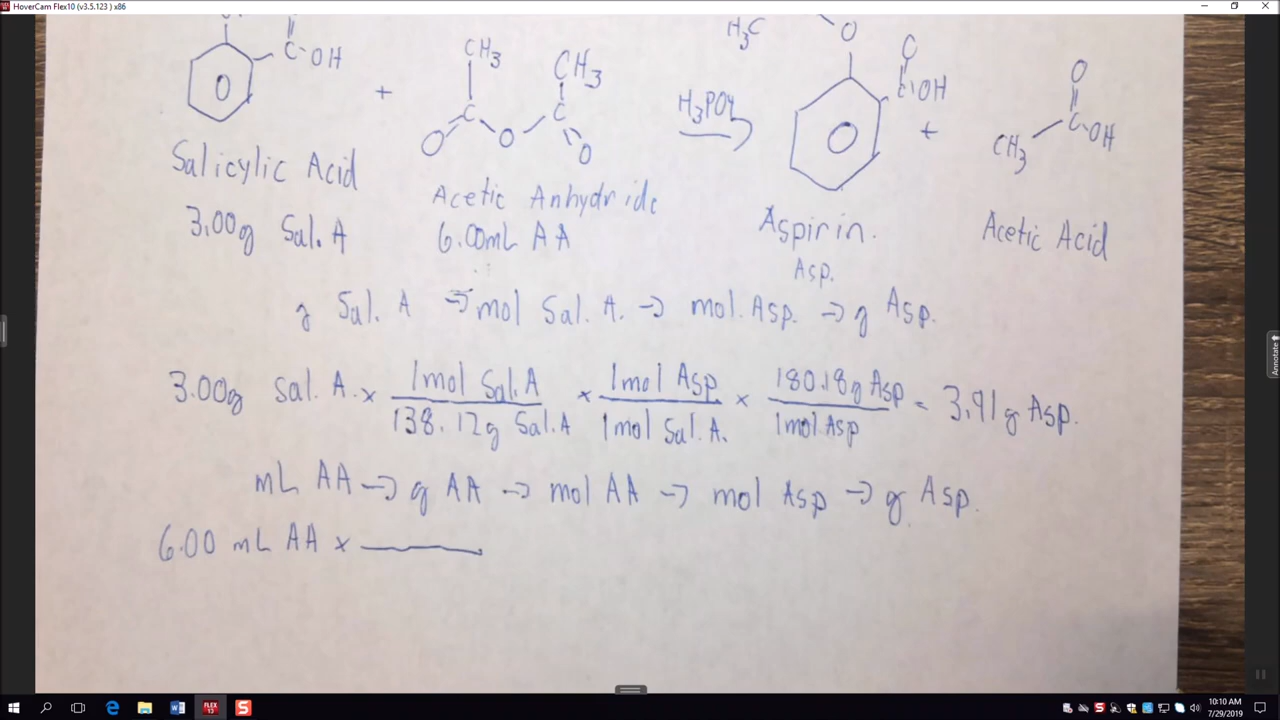 HoverCam Flex10 (v3.5.123 ) x86
C OH
CH3 CH3
H3C O O
C OH
O
+ C C H3PO4 + C OH
O O O CH3
Salicylic Acid Acetic Anhydride Aspirin. Acetic Acid
3.00g Sal. A 6.00mL AA Asp.
g Sal. A → mol Sal. A. → mol. Asp. → g Asp.
3.00g Sal. A. x 1mol Sal. A / 138.12g Sal. A x 1mol Asp / 1mol Sal. A. x 180.18g Asp / 1mol Asp = 3.91g Asp.
mL AA → g AA → mol AA → mol Asp → g Asp.
6.00 mL AA x
Annotate
10:10 AM
7/29/2019